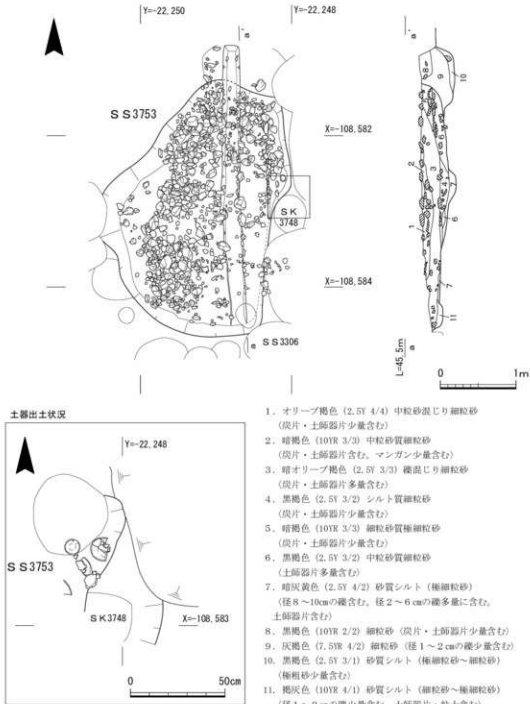 Y=-22,250
Y=-22,248
a'
a'
SS3753
X=-108,582
SK
3748
X=-108,584
a
SS3306
L=45.5m
a
8
9
10
2
3
6
4
7
1
6
7
11
0
1m
土器出土状況
Y=-22,248
SS3753
SK3748
X=-108,583
0
50cm
1. オリーブ褐色 (2.5Y 4/4) 中粒砂混じり細粒砂
(炭片・土師器片少量含む)
2. 暗褐色 (10YR 3/3) 中粒砂質細粒砂
(炭片・土師器片含む。マンガン少量含む)
3. 暗オリーブ褐色 (2.5Y 3/3) 礫混じり細粒砂
(炭片・土師器片多量含む)
4. 黒褐色 (2.5Y 3/2) シルト質細粒砂
(炭片・土師器片少量含む)
5. 暗褐色 (10YR 3/3) 細粒砂質極細粒砂
(炭片・土師器片少量含む)
6. 黒褐色 (2.5Y 3/2) 中粒砂質細粒砂
(土師器片多量含む)
7. 暗灰黄色 (2.5Y 4/2) 砂質シルト (極細粒砂)
(径8～10cmの礫含む。径2～6cmの礫多量に含む。
土師器片含む)
8. 黒褐色 (10YR 2/2) 細粒砂 (炭片・土師器片少量含む)
9. 灰褐色 (7.5YR 4/2) 細粒砂 (径1～2cmの礫少量含む)
10. 黒褐色 (2.5Y 3/1) 砂質シルト (極細粒砂～細粒砂)
(極粗砂少量含む)
11. 褐灰色 (10YR 4/1) 砂質シルト (細粒砂～極細粒砂)